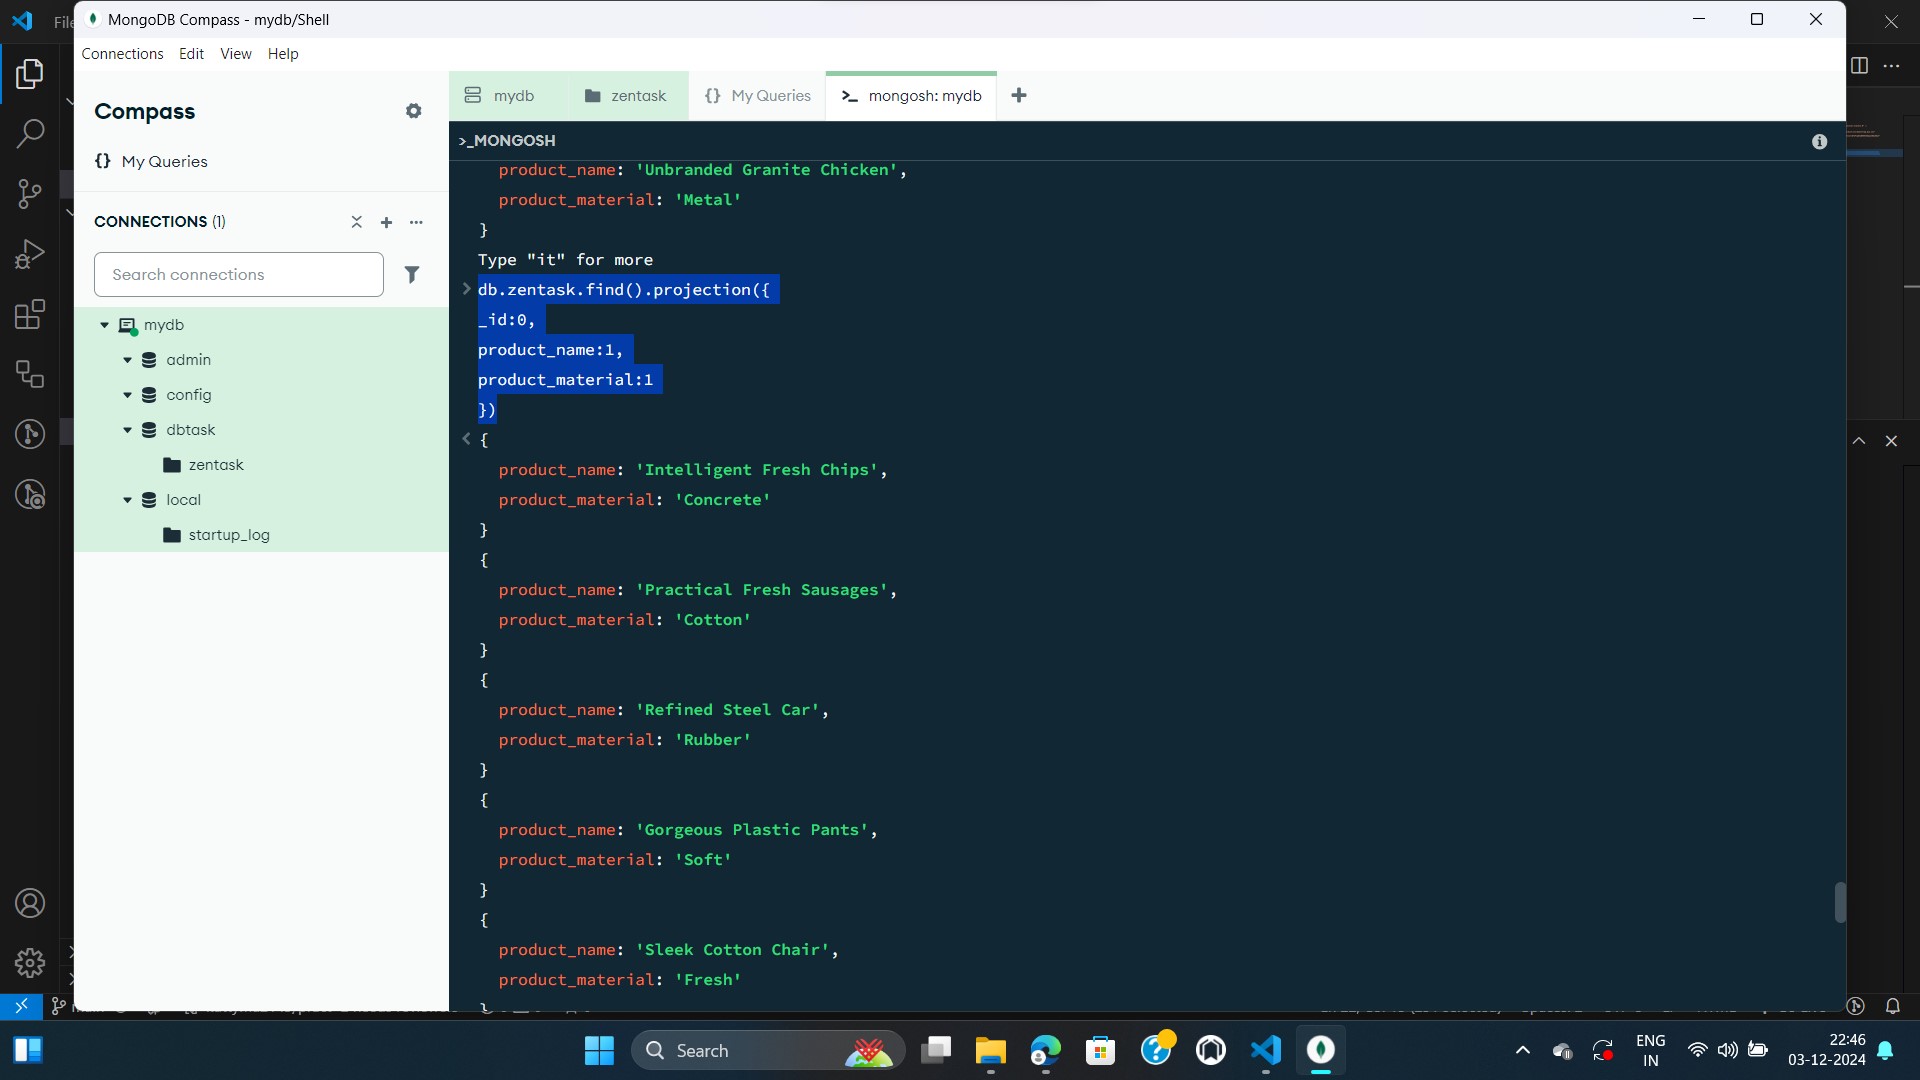 File
MongoDB Compass - mydb/Shell
Connections Edit View Help
Compass
My Queries
CONNECTIONS (1)
Search connections
mydb
admin
config
dbtask
zentask
local
startup_log
mydb
zentask
{} My Queries
>_ mongosh: mydb
>_MONGOSH
product_name: 'Unbranded Granite Chicken',
product_material: 'Metal'
}
Type "it" for more
> db.zentask.find().projection({
_id:0,
product_name:1,
product_material:1
})
< {
product_name: 'Intelligent Fresh Chips',
product_material: 'Concrete'
}
{
product_name: 'Practical Fresh Sausages',
product_material: 'Cotton'
}
{
product_name: 'Refined Steel Car',
product_material: 'Rubber'
}
{
product_name: 'Gorgeous Plastic Pants',
product_material: 'Soft'
}
{
product_name: 'Sleek Cotton Chair',
product_material: 'Fresh'
}
Search
ENG
IN
22:46
03-12-2024